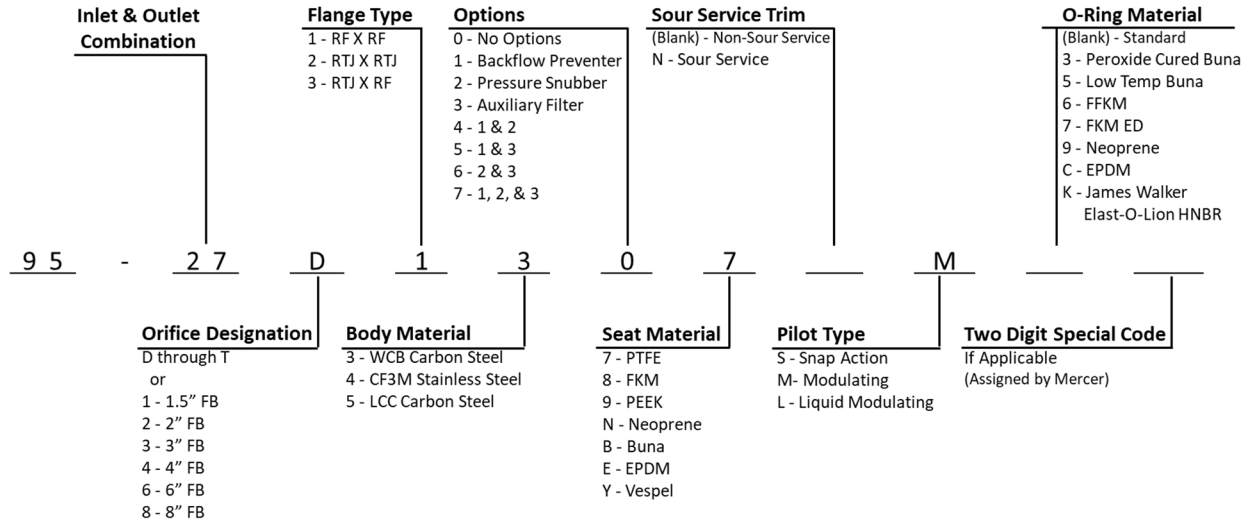 Inlet & Outlet
Combination
Flange Type
1 - RF X RF
2 - RTJ X RTJ
3 - RTJ X RF
Options
0 - No Options
1 - Backflow Preventer
2 - Pressure Snubber
3 - Auxiliary Filter
4 - 1 & 2
5 - 1 & 3
6 - 2 & 3
7 - 1, 2, & 3
Sour Service Trim
(Blank) - Non-Sour Service
N - Sour Service
O-Ring Material
(Blank) - Standard
3 - Peroxide Cured Buna
5 - Low Temp Buna
6 - FFKM
7 - FKM ED
9 - Neoprene
C - EPDM
K - James Walker
Elast-O-Lion HNBR
9 5 - 2 7 D 1 3 0 7 M
Orifice Designation
D through T
or
1 - 1.5” FB
2 - 2” FB
3 - 3” FB
4 - 4” FB
6 - 6” FB
8 - 8” FB
Body Material
3 - WCB Carbon Steel
4 - CF3M Stainless Steel
5 - LCC Carbon Steel
Seat Material
7 - PTFE
8 - FKM
9 - PEEK
N - Neoprene
B - Buna
E - EPDM
Y - Vespel
Pilot Type
S - Snap Action
M- Modulating
L - Liquid Modulating
Two Digit Special Code
If Applicable
(Assigned by Mercer)